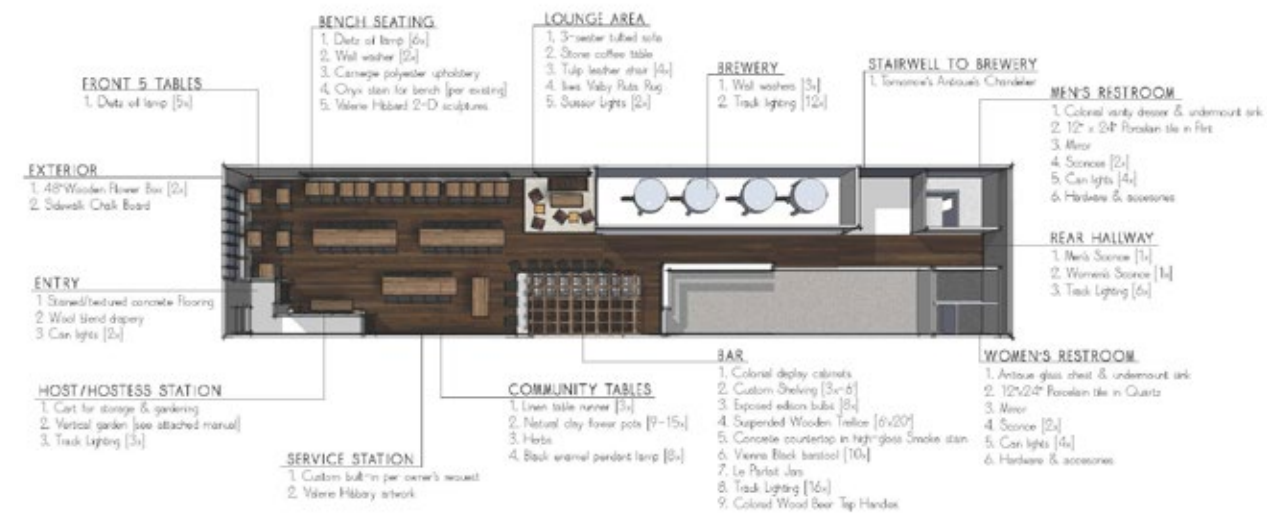 BENCH SEATING
1. Dietz oil lamp [6x]
2. Wall washer [2x]
3. Carnegie polyester upholstery
4. Onyx stain for bench [per existing]
5. Valerie Hibbard 2-D sculptures
LOUNGE AREA
1. 3-seater tufted sofa
2. Stone coffee table
3. Tulip leather chair [4x]
4. Rug
5. Scissor Lights [2x]
BREWERY
1. Wall washers [3x]
2. Track lighting [12x]
STAIRWELL TO BREWERY
1. Tomorrow's Antique's Chandelier
FRONT 5 TABLES
1. Dietz oil lamp [5x]
MEN'S RESTROOM
1. Colonial vanity dresser & undermount sink
2. 12" x 24" Porcelain tile in Flint
3. Mirror
4. Sconces [2x]
5. Can lights [4x]
6. Hardware & accesories
EXTERIOR
1. 48" Wooden Flower Box [2x]
2. Sidewalk Chalk Board
REAR HALLWAY
1. Men's Sconce [1x]
2. Women's Sconce [1x]
3. Track Lighting [6x]
ENTRY
1 Stained/textured concrete flooring
2 Wool blend drapery
3 Can lights [2x]
HOST/HOSTESS STATION
1. Cart for storage & gardening
2. Vertical garden [see attached manual]
3. Track Lighting [3x]
SERVICE STATION
1. Custom built-in per owner's request
2. Valerie artwork
COMMUNITY TABLES
1. Linen table runner [3x]
2. Natural clay flower pots [9-15x]
3. Herbs
4. Black enamel pendant lamp [8x]
BAR
1. Colonial display cabinets
2. Custom Shelving [3x-6']
3. Exposed edison bulbs [8x]
4. Suspended Wooden Trellice [6'x20']
5. Concrete countertop in high-gloss Smoke stain
6. Vienna Black barstool [10x]
7. Le Parfait Jars
8. Track Lighting [16x]
9. Colored Wood Beer Tap Handles
WOMEN'S RESTROOM
1. Antique glass chest & undermount sink
2. 12"x24" Porcelain tile in Quartz
3. Mirror
4. Sconce [2x]
5. Can lights [4x]
6. Hardware & accesories